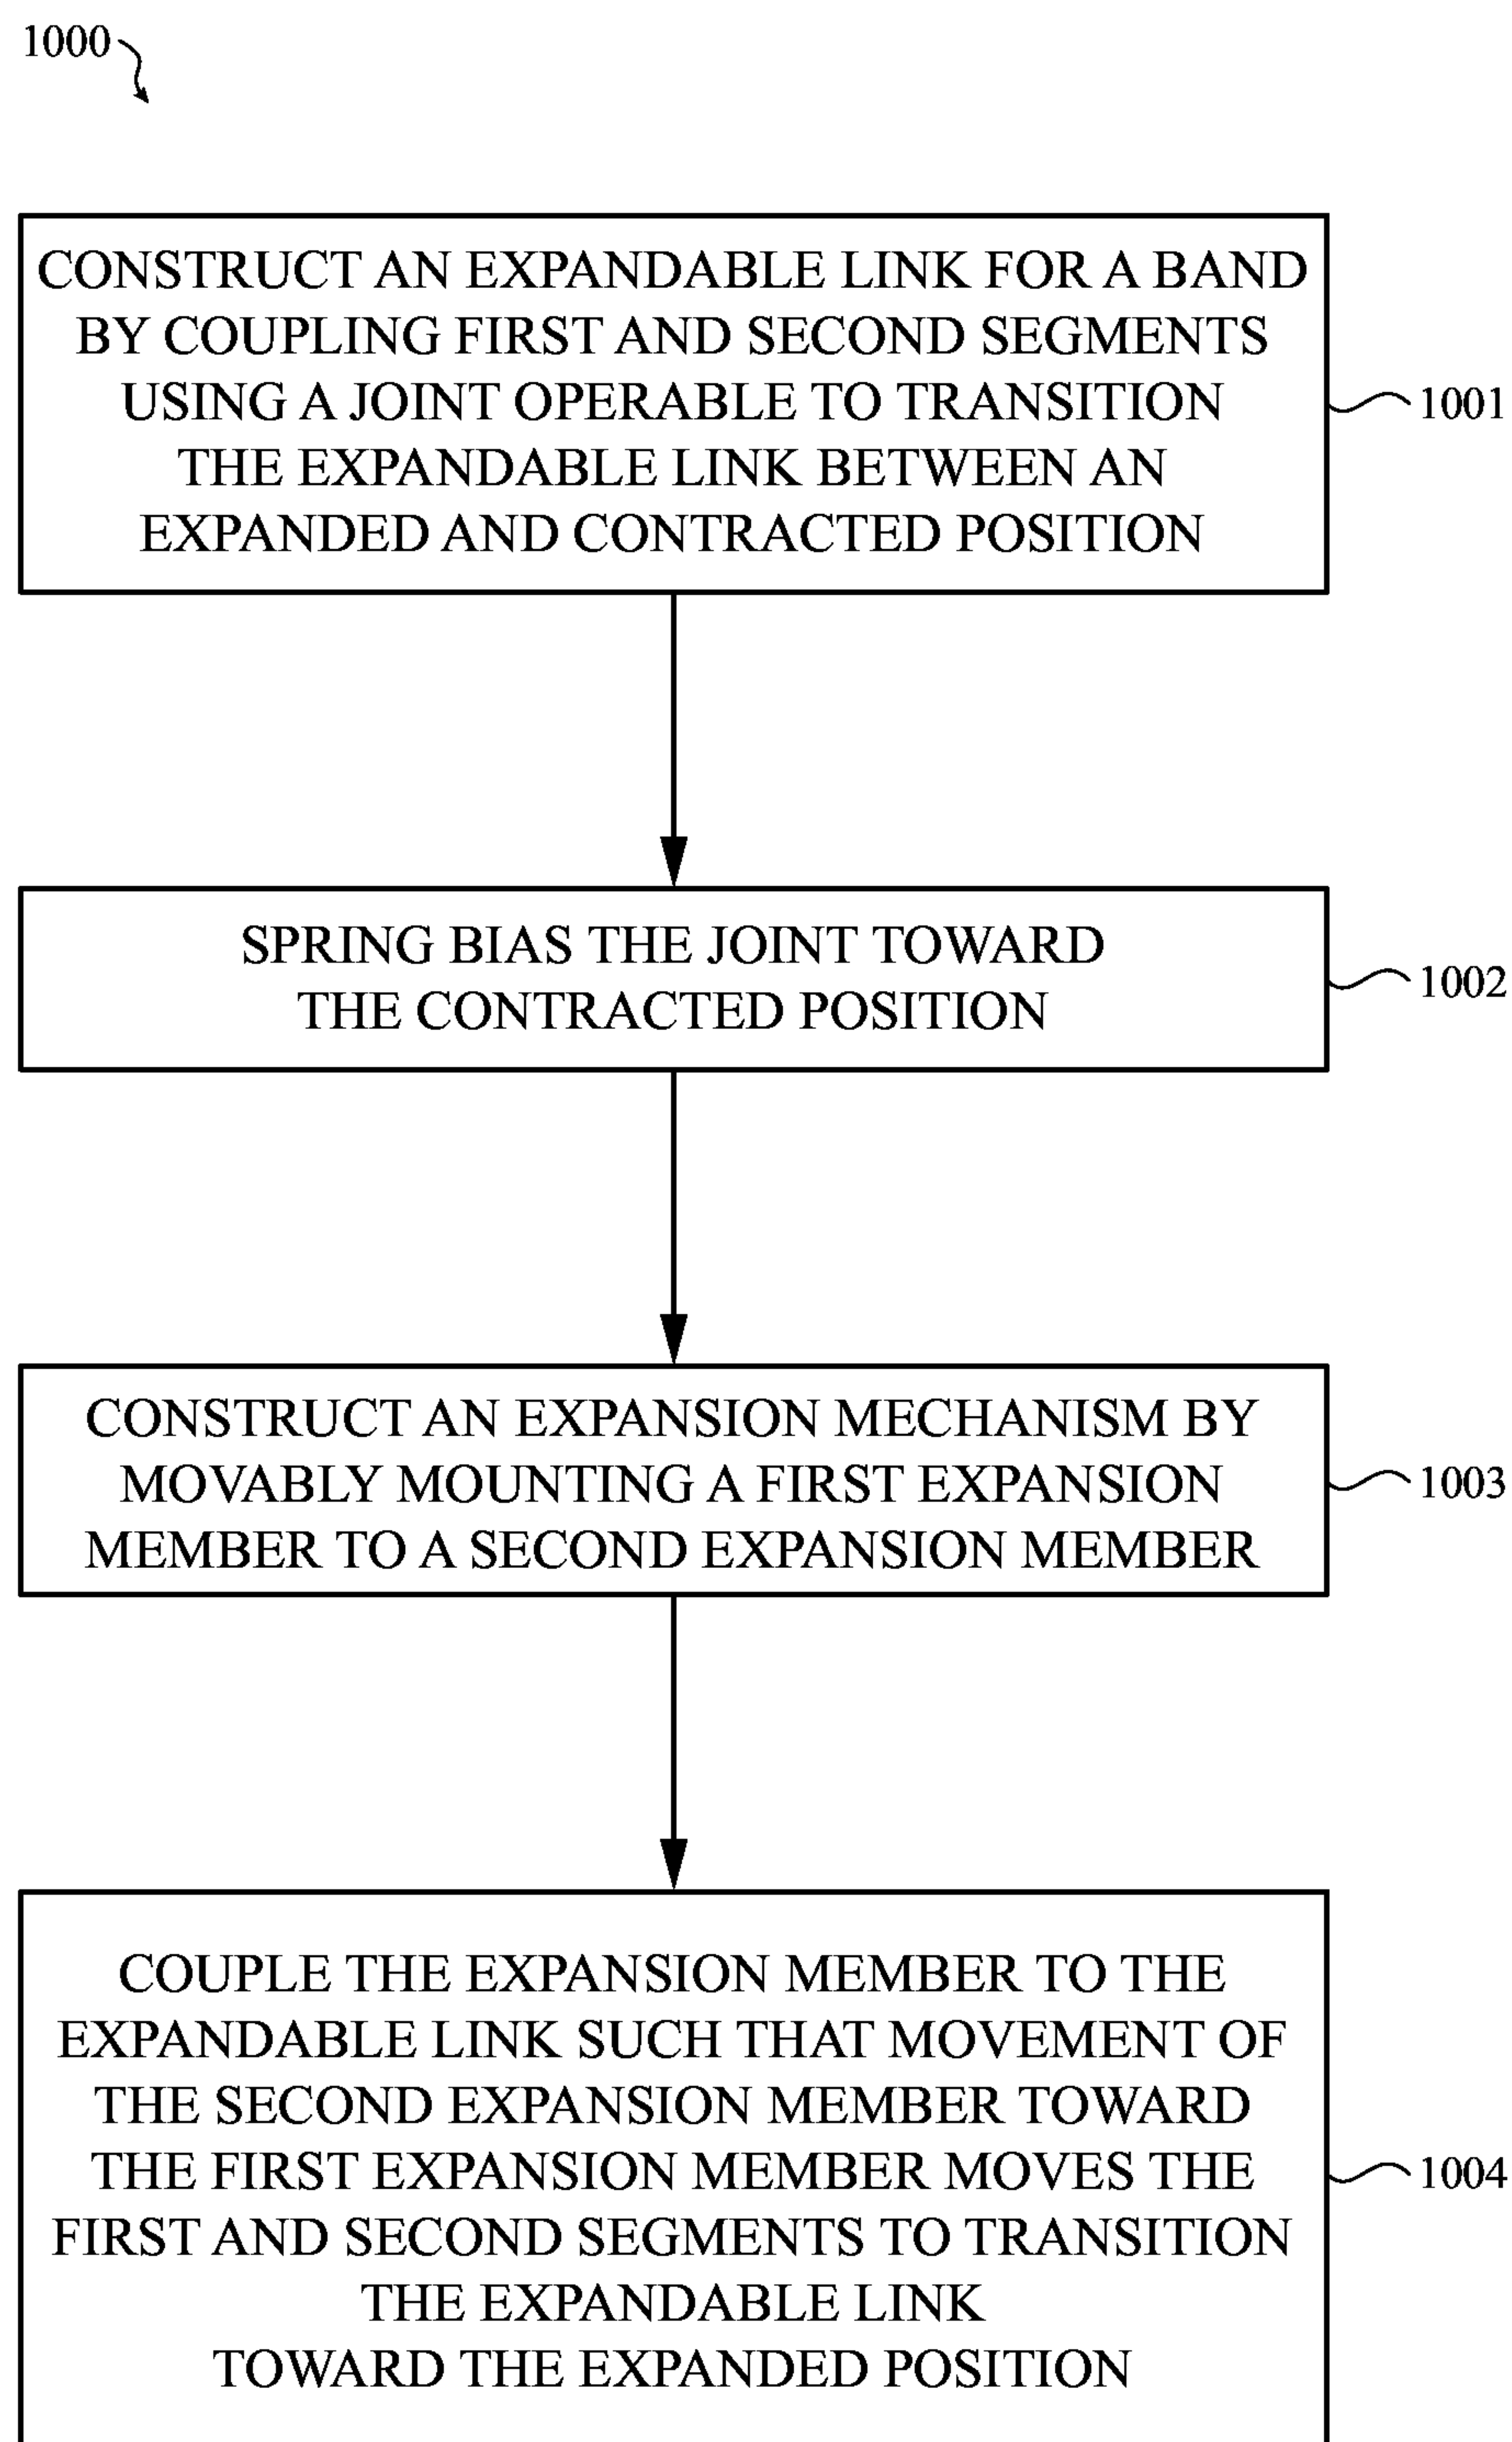 1000
CONSTRUCT AN EXPANDABLE LINK FOR A BAND
BY COUPLING FIRST AND SECOND SEGMENTS
USING A JOINT OPERABLE TO TRANSITION
THE EXPANDABLE LINK BETWEEN AN
EXPANDED AND CONTRACTED POSITION
1001
SPRING BIAS THE JOINT TOWARD
THE CONTRACTED POSITION
1002
CONSTRUCT AN EXPANSION MECHANISM BY
MOVABLY MOUNTING A FIRST EXPANSION
MEMBER TO A SECOND EXPANSION MEMBER
1003
COUPLE THE EXPANSION MEMBER TO THE
EXPANDABLE LINK SUCH THAT MOVEMENT OF
THE SECOND EXPANSION MEMBER TOWARD
THE FIRST EXPANSION MEMBER MOVES THE
FIRST AND SECOND SEGMENTS TO TRANSITION
THE EXPANDABLE LINK
TOWARD THE EXPANDED POSITION
1004